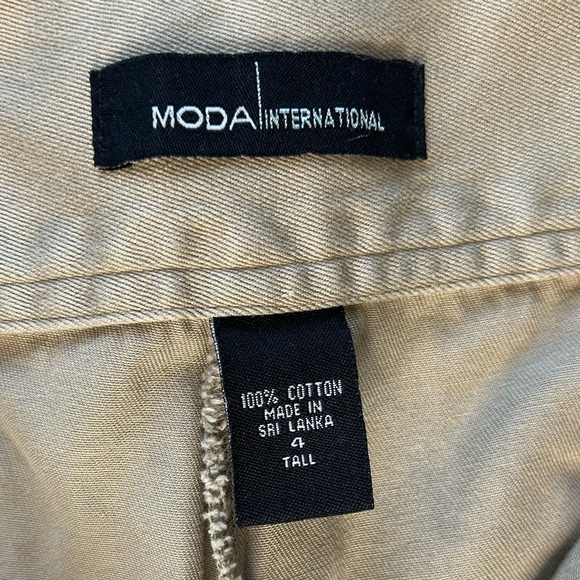 MODA INTERNATIONAL
100% COTTON
MADE IN
SRI LANKA
4
TALL